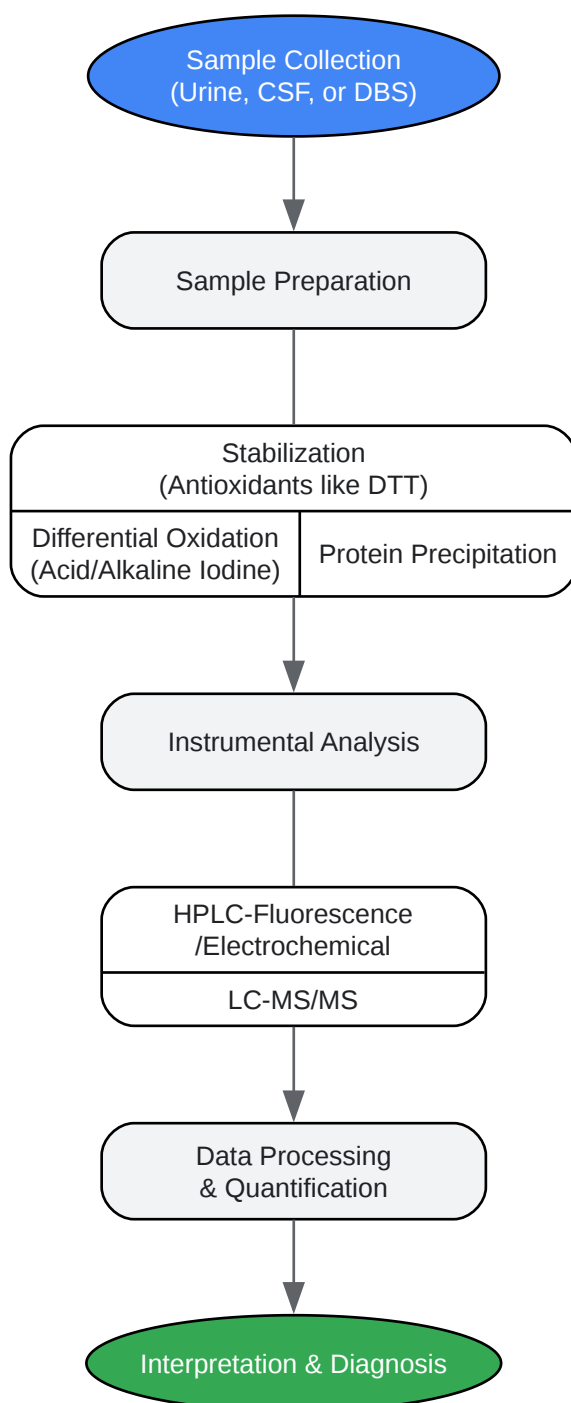 Sample Collection
(Urine, CSF, or DBS)
Sample Preparation
Stabilization
(Antioxidants like DTT)
Differential Oxidation
(Acid/Alkaline Iodine)
Protein Precipitation
Instrumental Analysis
HPLC-Fluorescence
/Electrochemical
LC-MS/MS
Data Processing
& Quantification
Interpretation & Diagnosis